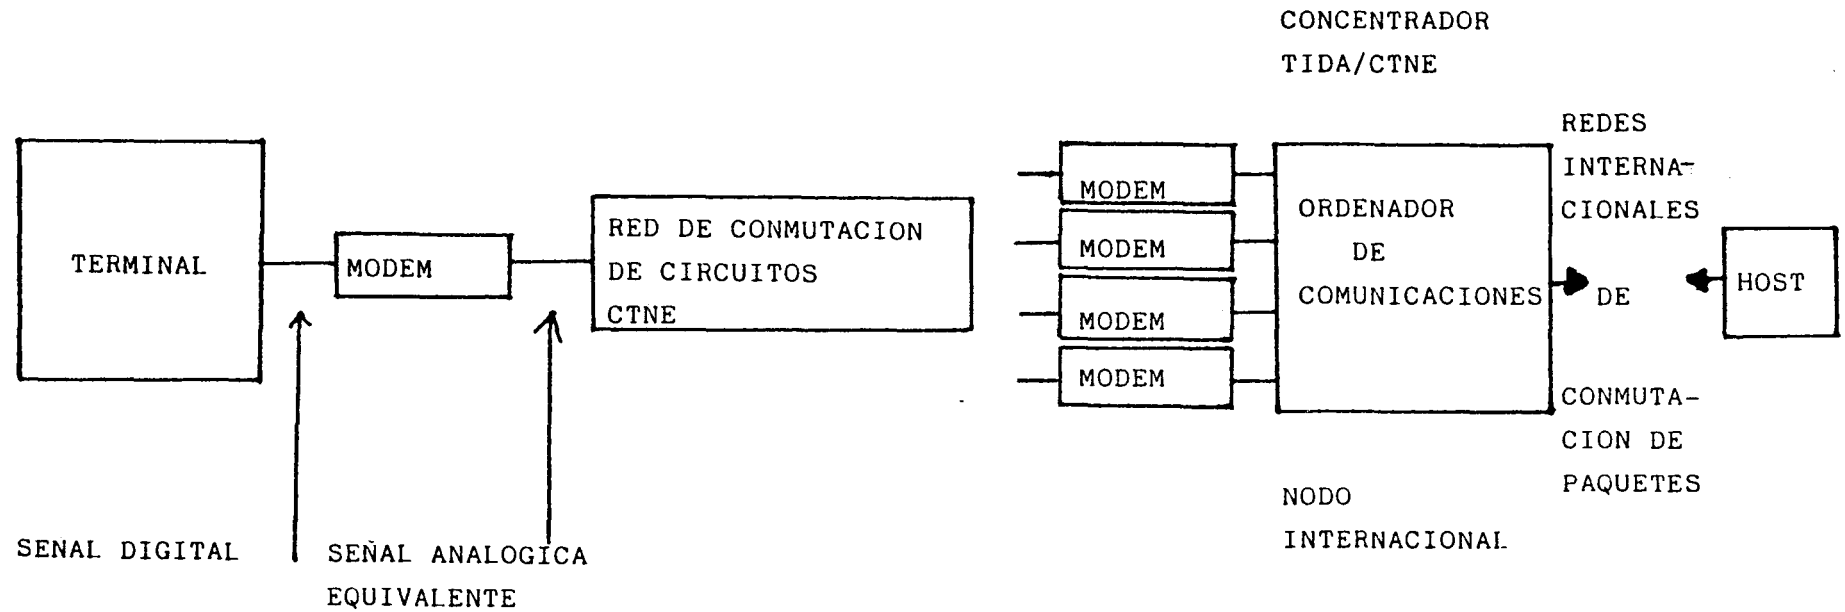 CONCENTRADOR
TIDA/CTNE
TERMINAL
MODEM
RED DE CONMUTACION
DE CIRCUITOS
CTNE
SENAL DIGITAL
SEÑAL ANALOGICA
EQUIVALENTE
MODEM
MODEM
MODEM
MODEM
ORDENADOR
DE
COMUNICACIONES
NODO
INTERNACIONAL
REDES
INTERNA-
CIONALES
DE
CONMUTA-
CION DE
PAQUETES
HOST